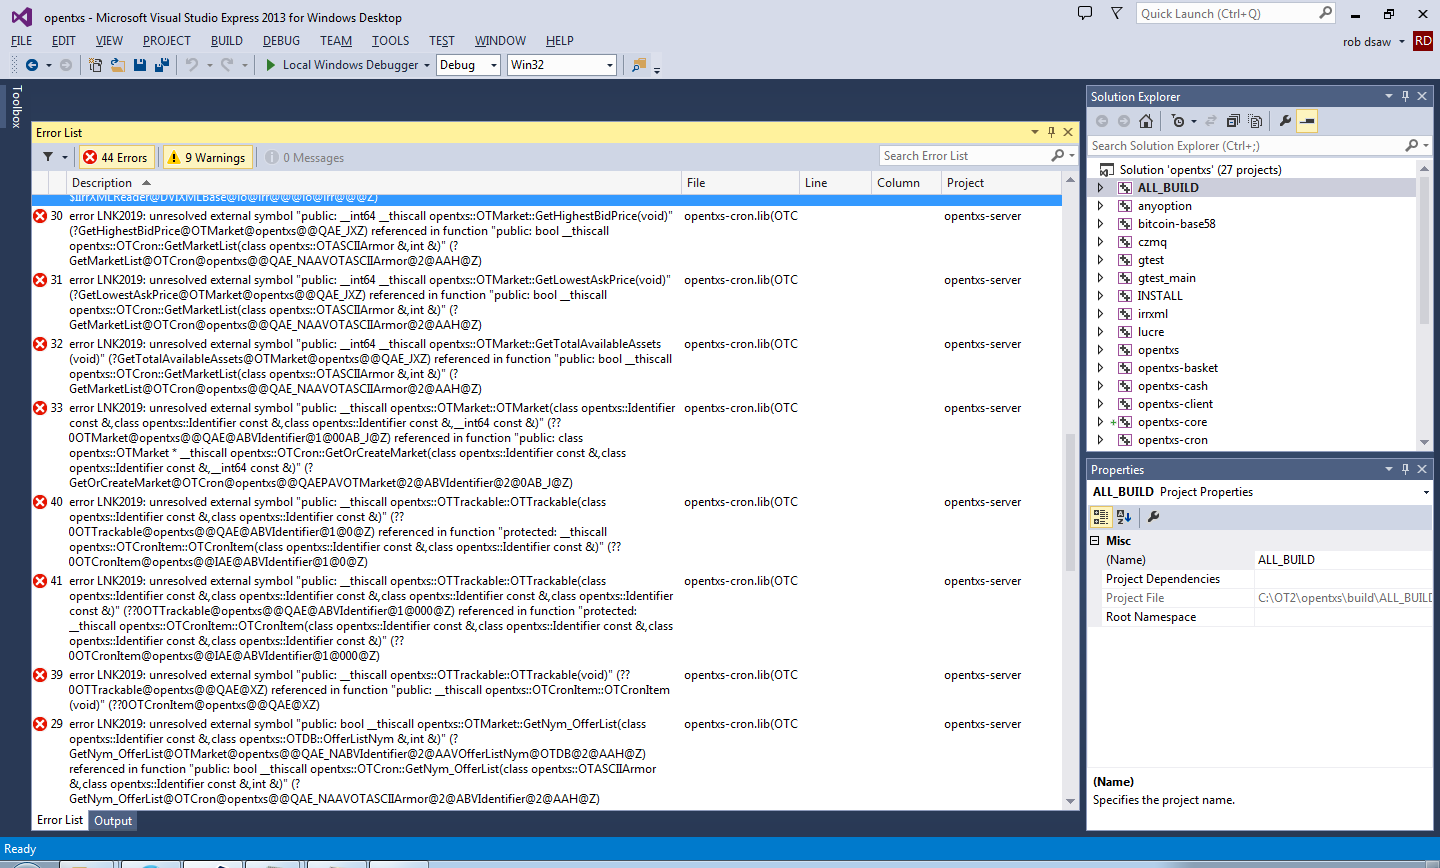 opentxs - Microsoft Visual Studio Express 2013 for Windows Desktop
Quick Launch (Ctrl+Q)
FILE EDIT VIEW PROJECT BUILD DEBUG TEAM TOOLS TEST WINDOW HELP
rob dsaw RD
Local Windows Debugger Debug Win32
Toolbox
Error List
44 Errors 9 Warnings 0 Messages
Search Error List
Description File Line Column Project
$IIrrXMLReader@DVIXMLBase@io@irr@@@io@irr@@@Z)
30 error LNK2019: unresolved external symbol "public: __int64 __thiscall opentxs::OTMarket::GetHighestBidPrice(void)" opentxs-cron.lib(OTC opentxs-server
(?GetHighestBidPrice@OTMarket@opentxs@@QAE_JXZ) referenced in function "public: bool __thiscall
opentxs::OTCron::GetMarketList(class opentxs::OTASCIIArmor &,int &)" (?
GetMarketList@OTCron@opentxs@@QAE_NAAVOTASCIIArmor@2@AAH@Z)
31 error LNK2019: unresolved external symbol "public: __int64 __thiscall opentxs::OTMarket::GetLowestAskPrice(void)" opentxs-cron.lib(OTC opentxs-server
(?GetLowestAskPrice@OTMarket@opentxs@@QAE_JXZ) referenced in function "public: bool __thiscall
opentxs::OTCron::GetMarketList(class opentxs::OTASCIIArmor &,int &)" (?
GetMarketList@OTCron@opentxs@@QAE_NAAVOTASCIIArmor@2@AAH@Z)
32 error LNK2019: unresolved external symbol "public: __int64 __thiscall opentxs::OTMarket::GetTotalAvailableAssets opentxs-cron.lib(OTC opentxs-server
(void)" (?GetTotalAvailableAssets@OTMarket@opentxs@@QAE_JXZ) referenced in function "public: bool __thiscall
opentxs::OTCron::GetMarketList(class opentxs::OTASCIIArmor &,int &)" (?
GetMarketList@OTCron@opentxs@@QAE_NAAVOTASCIIArmor@2@AAH@Z)
33 error LNK2019: unresolved external symbol "public: __thiscall opentxs::OTMarket::OTMarket(class opentxs::Identifier opentxs-cron.lib(OTC opentxs-server
const &,class opentxs::Identifier const &,class opentxs::Identifier const &,__int64 const &)" (??
0OTMarket@opentxs@@QAE@ABVIdentifier@1@00AB_J@Z) referenced in function "public: class
opentxs::OTMarket * __thiscall opentxs::OTCron::GetOrCreateMarket(class opentxs::Identifier const &,class
opentxs::Identifier const &,__int64 const &)" (?
GetOrCreateMarket@OTCron@opentxs@@QAEPAVOTMarket@2@ABVIdentifier@2@0AB_J@Z)
40 error LNK2019: unresolved external symbol "public: __thiscall opentxs::OTTrackable::OTTrackable(class opentxs-cron.lib(OTC opentxs-server
opentxs::Identifier const &,class opentxs::Identifier const &)" (??
0OTTrackable@opentxs@@QAE@ABVIdentifier@1@0@Z) referenced in function "protected: __thiscall
opentxs::OTCronItem::OTCronItem(class opentxs::Identifier const &,class opentxs::Identifier const &)" (??
0OTCronItem@opentxs@@IAE@ABVIdentifier@1@0@Z)
41 error LNK2019: unresolved external symbol "public: __thiscall opentxs::OTTrackable::OTTrackable(class opentxs-cron.lib(OTC opentxs-server
opentxs::Identifier const &,class opentxs::Identifier const &,class opentxs::Identifier const &,class opentxs::Identifier
const &)" (??0OTTrackable@opentxs@@QAE@ABVIdentifier@1@000@Z) referenced in function "protected:
__thiscall opentxs::OTCronItem::OTCronItem(class opentxs::Identifier const &,class opentxs::Identifier const &,class
opentxs::Identifier const &,class opentxs::Identifier const &)" (??
0OTCronItem@opentxs@@IAE@ABVIdentifier@1@000@Z)
39 error LNK2019: unresolved external symbol "public: __thiscall opentxs::OTTrackable::OTTrackable(void)" (?? opentxs-cron.lib(OTC opentxs-server
0OTTrackable@opentxs@@QAE@XZ) referenced in function "public: __thiscall opentxs::OTCronItem::OTCronItem
(void)" (??0OTCronItem@opentxs@@QAE@XZ)
29 error LNK2019: unresolved external symbol "public: bool __thiscall opentxs::OTMarket::GetNym_OfferList(class opentxs-cron.lib(OTC opentxs-server
opentxs::Identifier const &,class opentxs::OTDB::OfferListNym &,int &)" (?
GetNym_OfferList@OTMarket@opentxs@@QAE_NABVIdentifier@2@AAVOfferListNym@OTDB@2@AAH@Z)
referenced in function "public: bool __thiscall opentxs::OTCron::GetNym_OfferList(class opentxs::OTASCIIArmor
&,class opentxs::Identifier const &,int &)" (?
GetNym_OfferList@OTCron@opentxs@@QAE_NAAVOTASCIIArmor@2@ABVIdentifier@2@AAH@Z)
Error List Output
Ready
Solution Explorer
Search Solution Explorer (Ctrl+;)
Solution 'opentxs' (27 projects)
ALL_BUILD
anyoption
bitcoin-base58
czmq
gtest
gtest_main
INSTALL
irrxml
lucre
opentxs
opentxs-basket
opentxs-cash
opentxs-client
opentxs-core
opentxs-cron
Properties
ALL_BUILD Project Properties
Misc
(Name) ALL_BUILD
Project Dependencies
Project File C:\OT2\opentxs\build\ALL_BUILD
Root Namespace
(Name)
Specifies the project name.